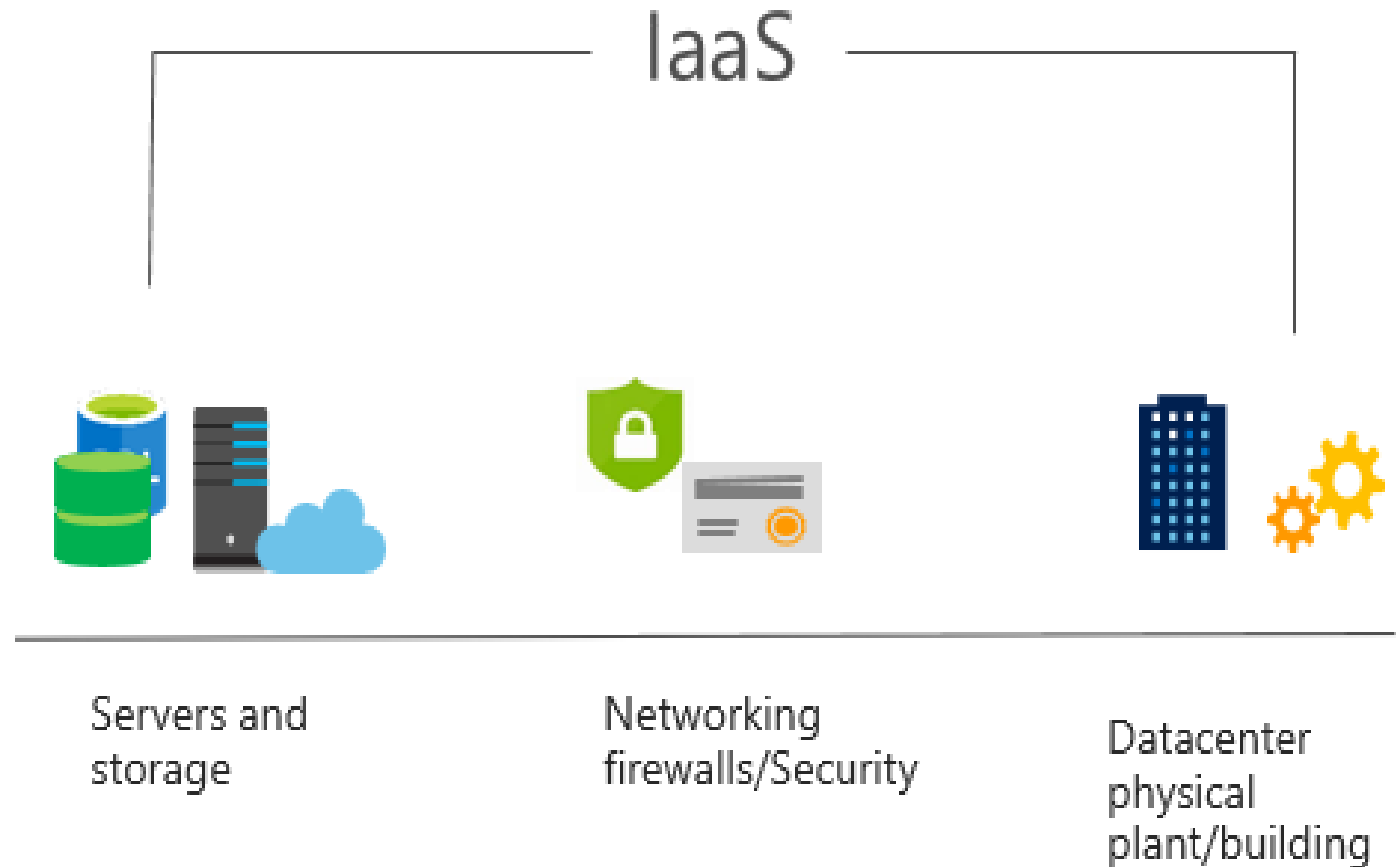 IaaS
Servers and
storage
Networking
firewalls/Security
Datacenter
physical
plant/building